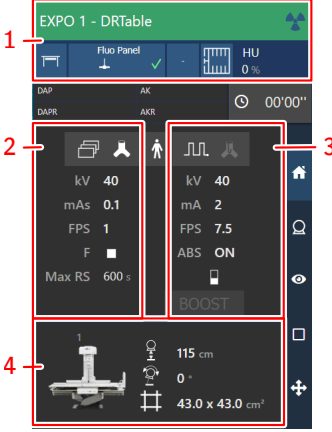 EXPO 1 - DRTable
1
Fluo Panel
-
HU
0 %
DAP
AK
DAPR
AKR
00'00"
2
3
kV 40
mAs 0.1
FPS 1
F
Max RS 600 s
kV 40
mA 2
FPS 7.5
ABS ON
BOOST
4
1
115 cm
0 °
43.0 x 43.0 cm²